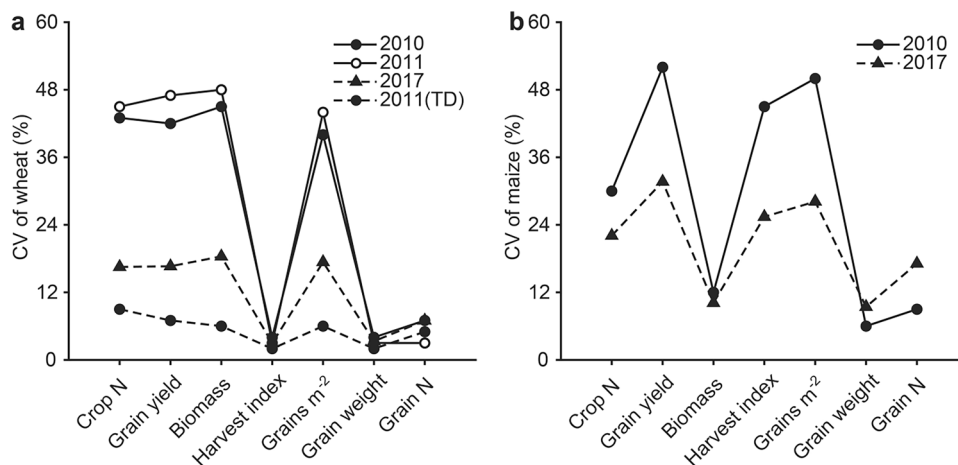 a
2010
2011
2017
2011(TD)
CV of wheat (%)
60
48
36
24
12
0
Crop N
Grain yield
Biomass
Harvest index
Grains m⁻²
Grain weight
Grain N
b
2010
2017
CV of maize (%)
60
48
36
24
12
0
Crop N
Grain yield
Biomass
Harvest index
Grains m⁻²
Grain weight
Grain N